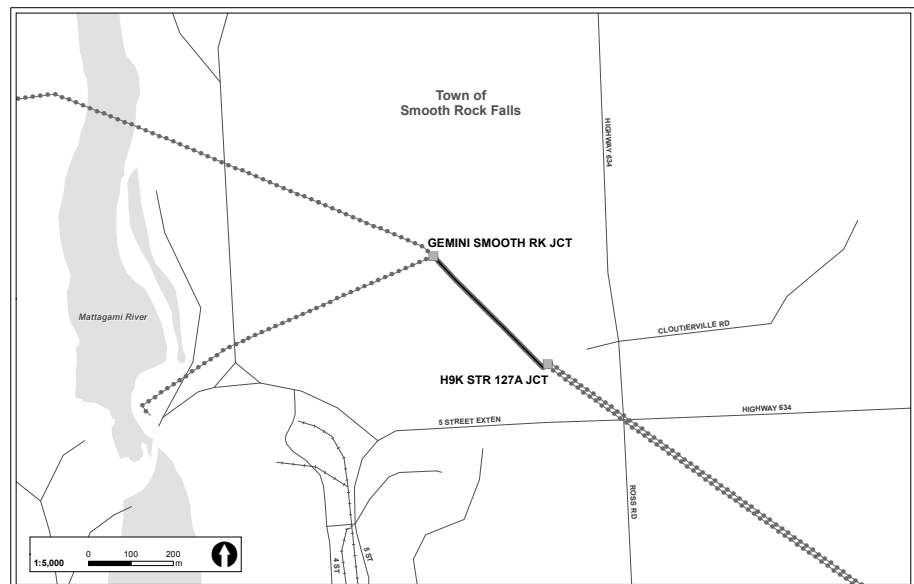 Town of
Smooth Rock Falls
HIGHWAY 634
GEMINI SMOOTH RK JCT
Mattagami River
CLOUTIERVILLE RD
H9K STR 127A JCT
5 STREET EXTEN
HIGHWAY 634
ROSS RD
4 ST
5 ST
1:5,000
0 100 200
m